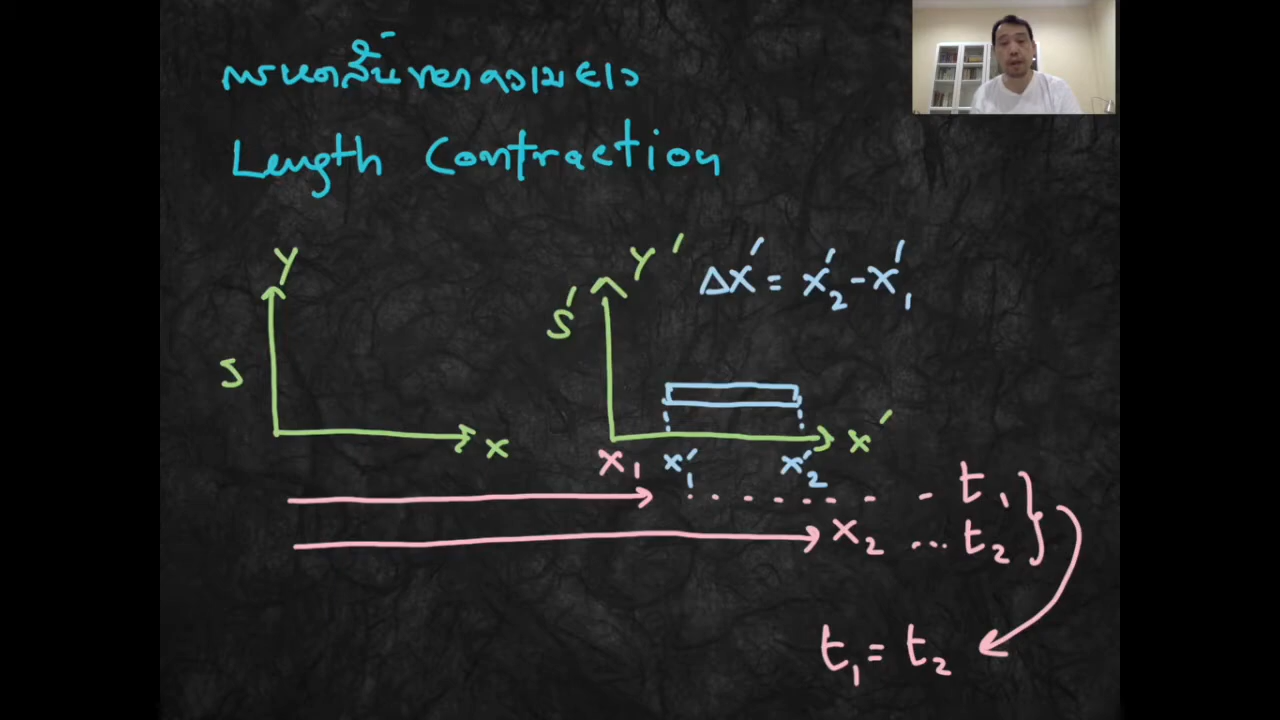 การหดสั้นของความยาว
Length Contraction
y
y'
Δx' = x'₂ - x'₁
s'
s
x
x'
x₁
x'₁
x'₂
t₁
x₂ ... t₂
t₁ = t₂